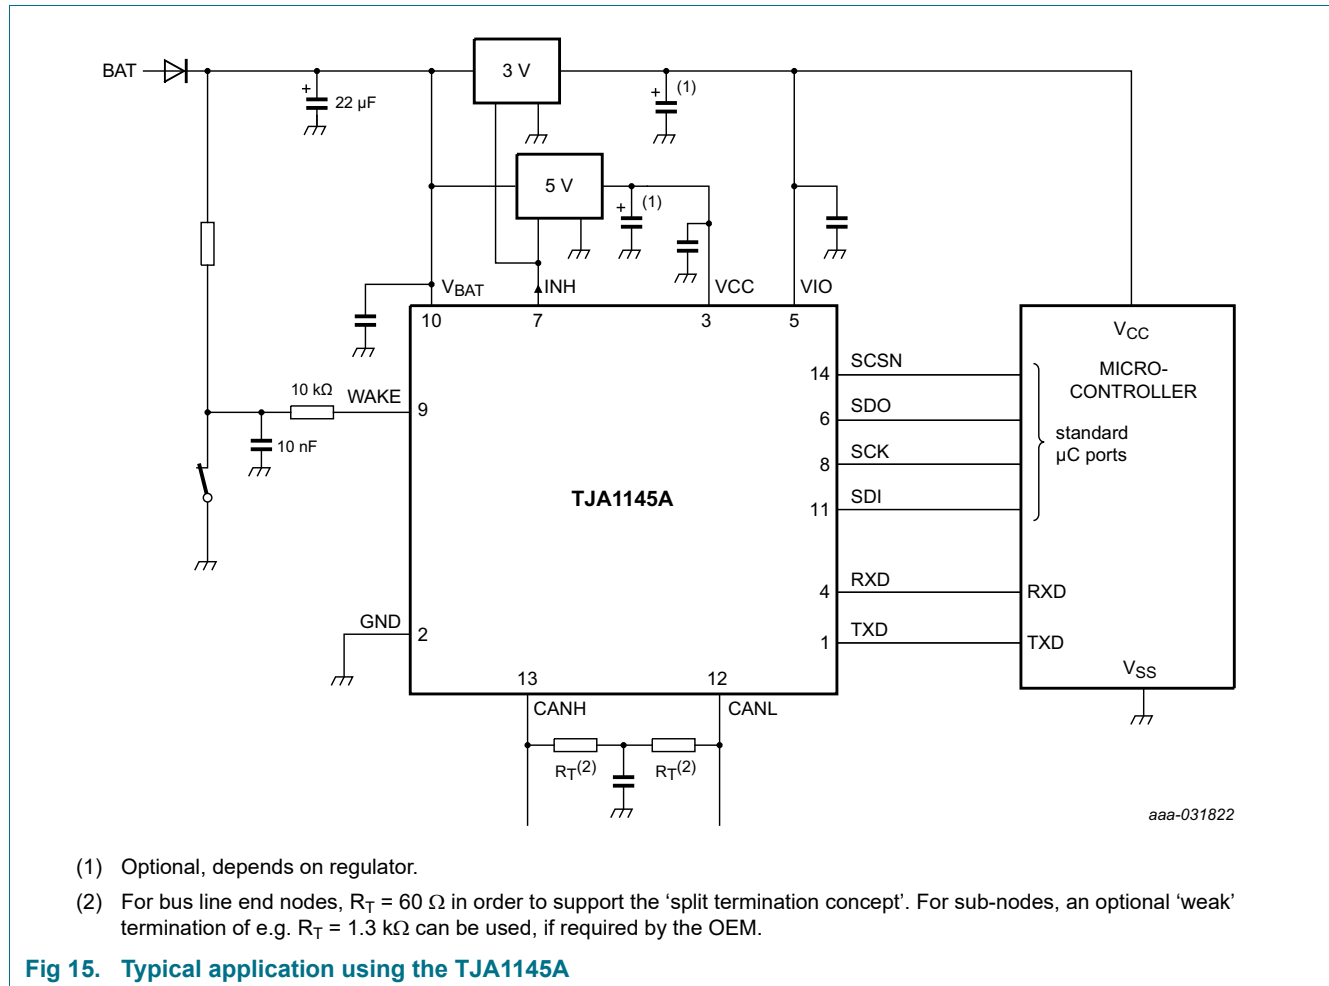 BAT
3 V
+
(1)
+
22 µF
5 V
+
(1)
VBAT
INH
VCC
VIO
10
7
3
5
VCC
MICRO-
CONTROLLER
14
SCSN
6
SDO
standard
µC ports
8
SCK
11
SDI
10 kΩ
WAKE
9
10 nF
TJA1145A
4
RXD
RXD
1
TXD
TXD
GND
2
VSS
13
12
CANH
CANL
RT(2)
RT(2)
aaa-031822
(1) Optional, depends on regulator.
(2) For bus line end nodes, RT = 60 Ω in order to support the ‘split termination concept’. For sub-nodes, an optional ‘weak’
termination of e.g. RT = 1.3 kΩ can be used, if required by the OEM.
Fig 15. Typical application using the TJA1145A